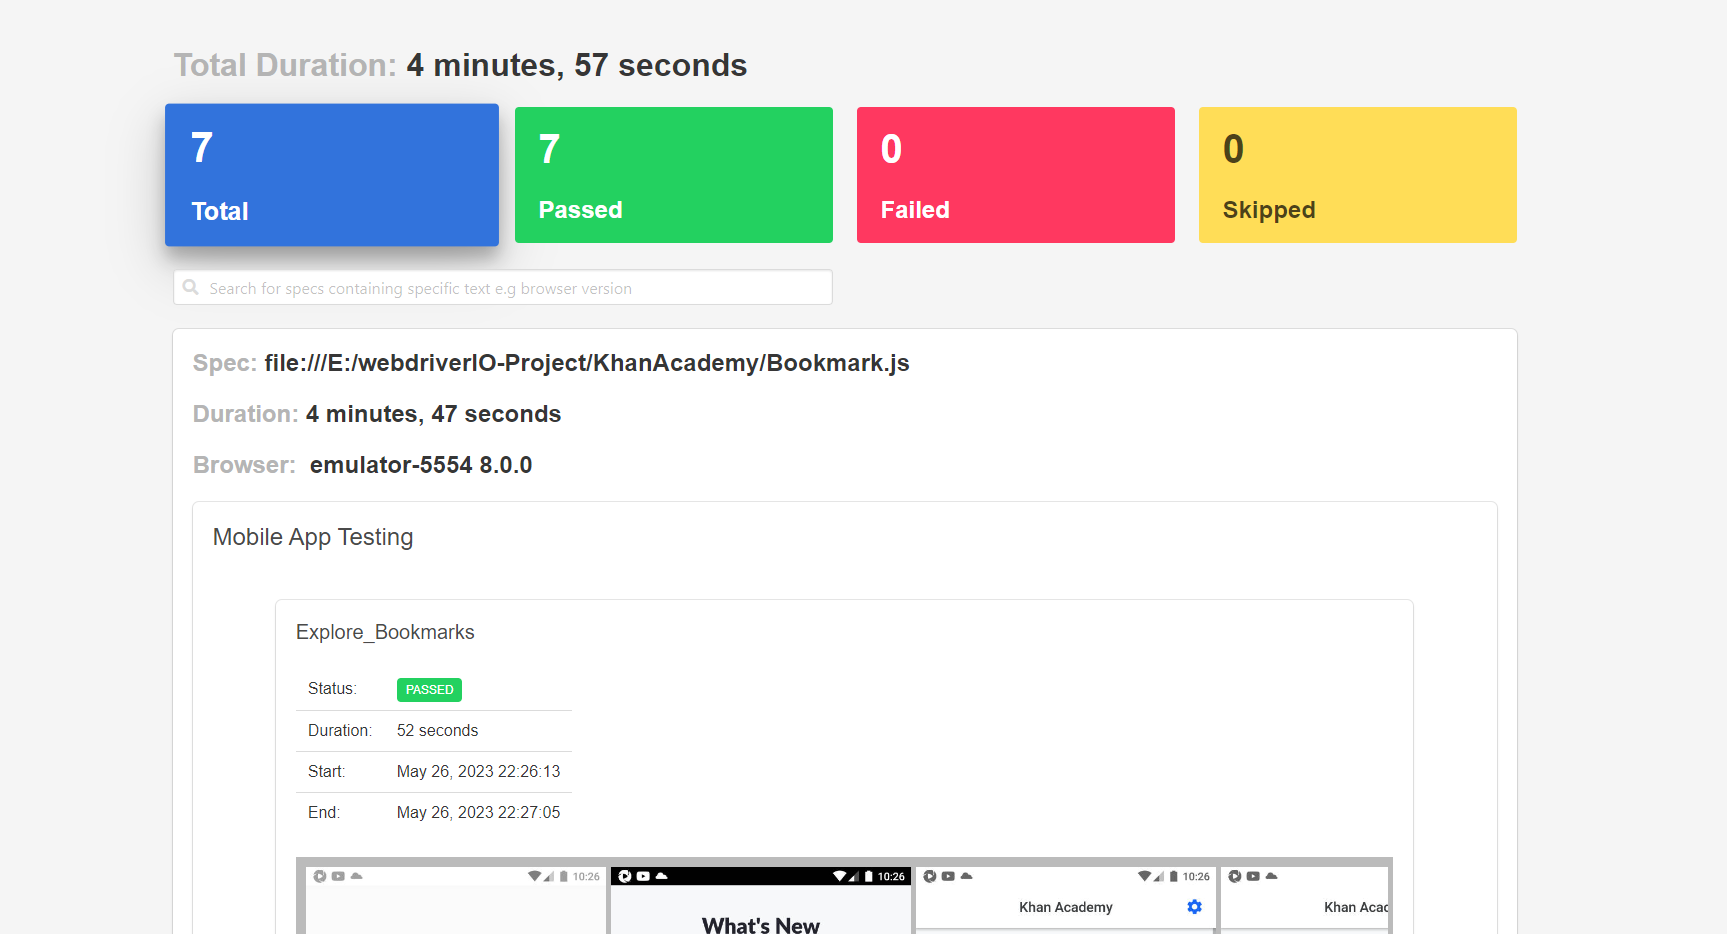 Total Duration: 4 minutes, 57 seconds
7
Total
7
Passed
0
Failed
0
Skipped
Search for specs containing specific text e.g browser version
Spec: file:///E:/webdriverIO-Project/KhanAcademy/Bookmark.js
Duration: 4 minutes, 47 seconds
Browser: emulator-5554 8.0.0
Mobile App Testing
Explore_Bookmarks
Status: PASSED
Duration: 52 seconds
Start: May 26, 2023 22:26:13
End: May 26, 2023 22:27:05
10:26
10:26
What's New
10:26
Khan Academy
Khan Acad